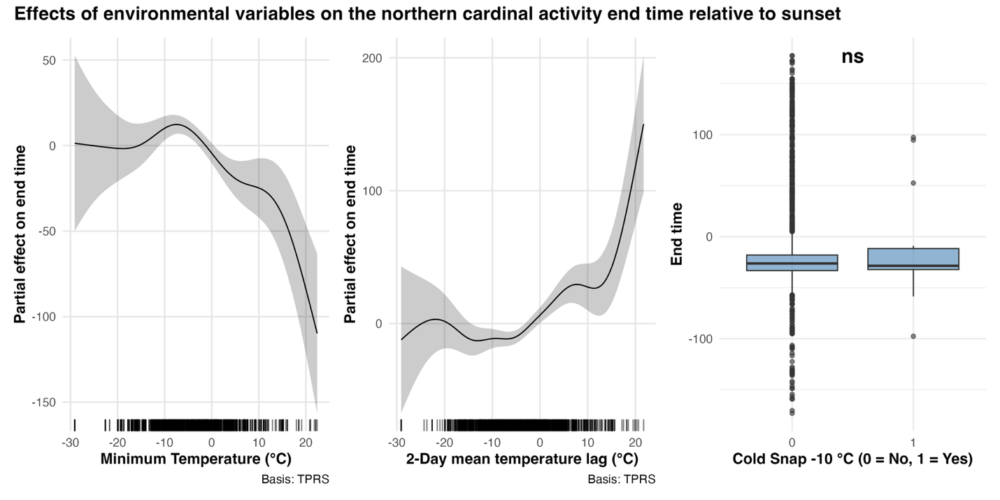 Effects of environmental variables on the northern cardinal activity end time relative to sunset
Partial effect on end time
50
0
-50
-100
-150
-30 -20 -10 0 10 20
Minimum Temperature (°C)
Basis: TPRS
Partial effect on end time
200
100
0
-30 -20 -10 0 10 20
2-Day mean temperature lag (°C)
Basis: TPRS
ns
End time
100
0
-100
0 1
Cold Snap -10 °C (0 = No, 1 = Yes)